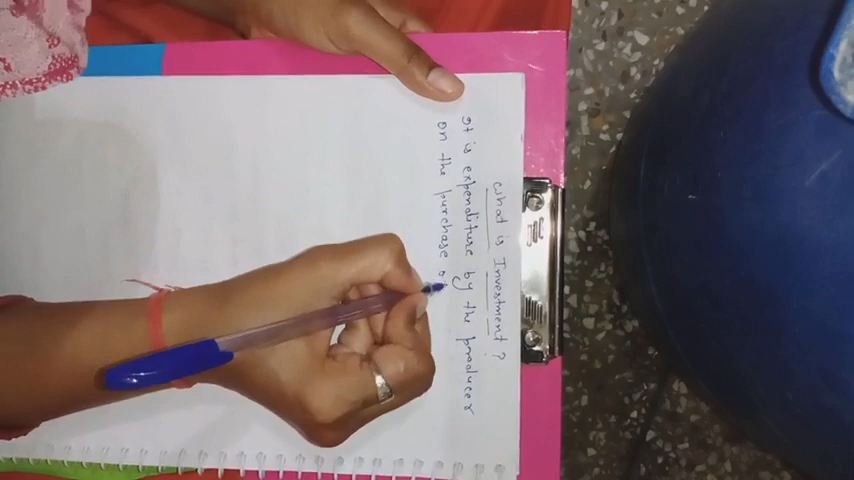 What is Investment ?
It is expenditure by the producer
on the purchase o